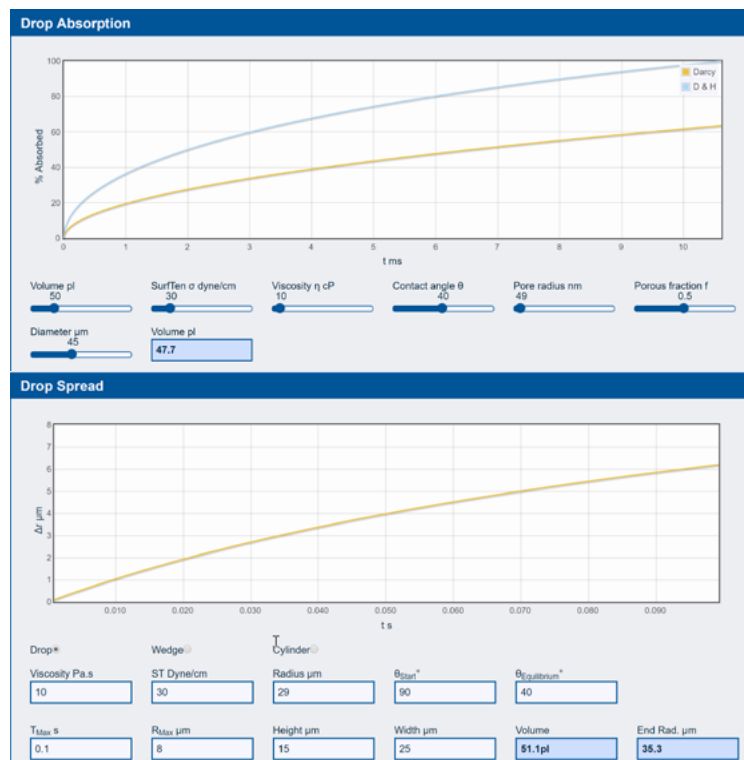 Drop Absorption
100
80
60
40
20
0
% Absorbed
Darcy
D & H
0 1 2 3 4 5 6 7 8 9 10
t ms
Volume pl SurfTen σ dyne/cm Viscosity η cP Contact angle θ Pore radius nm Porous fraction f
50 30 10 40 49 0.5
Diameter µm Volume pl
45
47.7
Drop Spread
8
7
6
5
4
3
2
1
0
Δr µm
0.010 0.020 0.030 0.040 0.050 0.060 0.070 0.080 0.090
t s
Drop Wedge Cylinder
Viscosity Pa.s ST Dyne/cm Radius µm θStart° θEquilibrium°
10 30 29 90 40
TMax s RMax µm Height µm Width µm Volume End Rad. µm
0.1 8 15 25 51.1pl 35.3